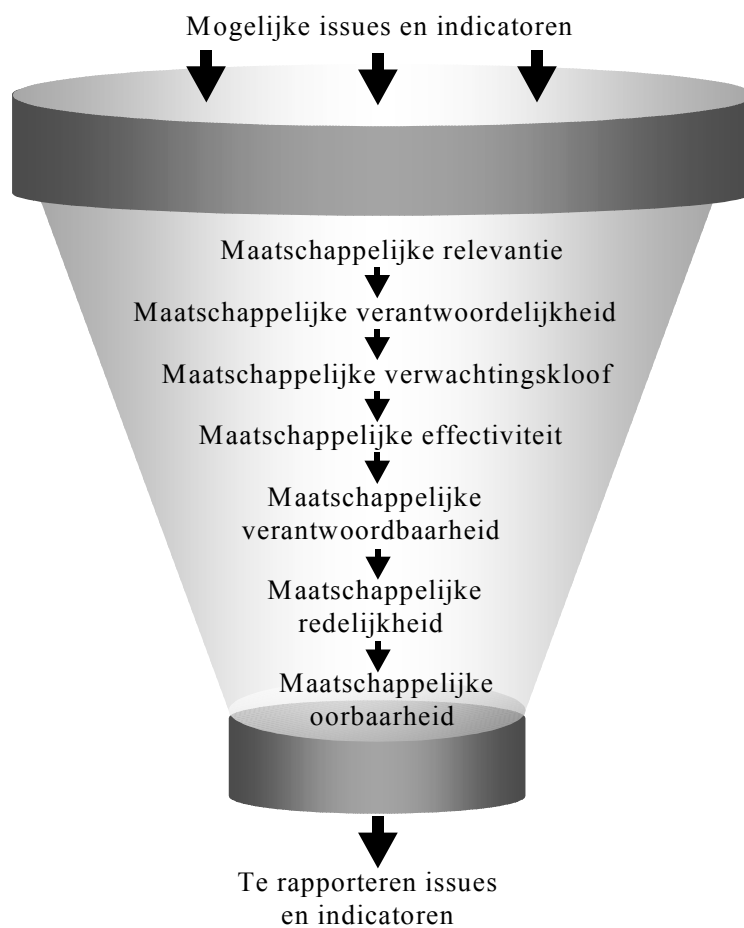 Mogelijke issues en indicatoren
Maatschappelijke relevantie
Maatschappelijke verantwoordelijkheid
Maatschappelijke verwachtingskloof
Maatschappelijke effectiviteit
Maatschappelijke
verantwoordbaarheid
Maatschappelijke
redelijkheid
Maatschappelijke
oorbaarheid
Te rapporteren issues
en indicatoren